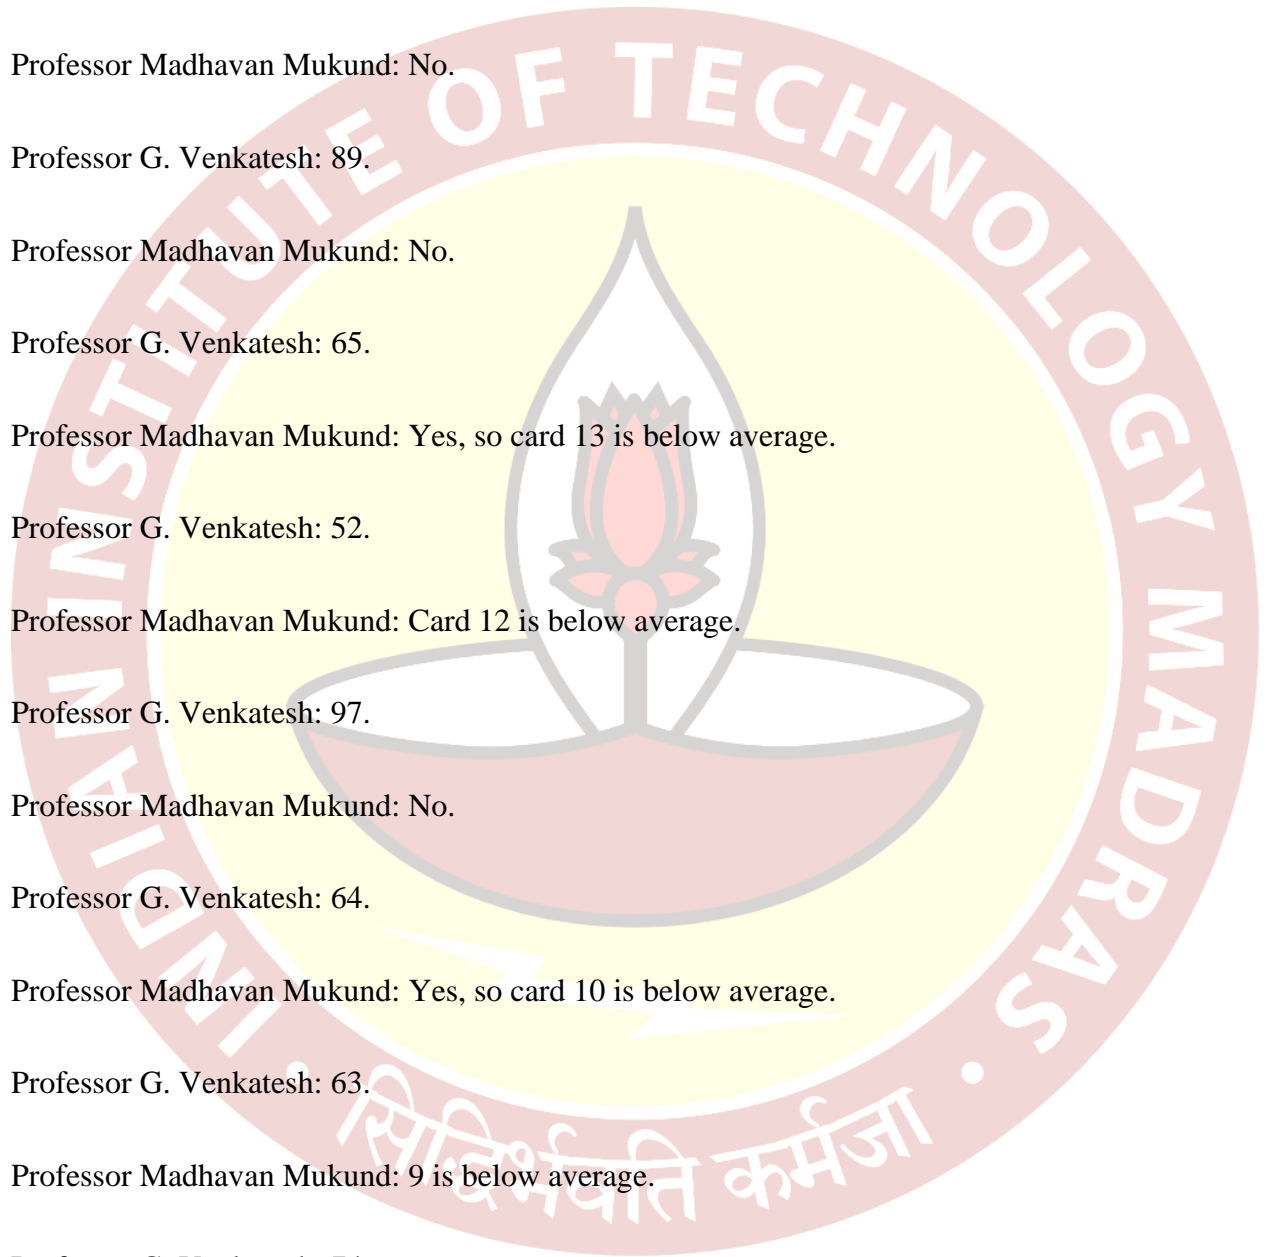 Professor Madhavan Mukund: No.
Professor G. Venkatesh: 89.
Professor Madhavan Mukund: No.
Professor G. Venkatesh: 65.
Professor Madhavan Mukund: Yes, so card 13 is below average.
Professor G. Venkatesh: 52.
Professor Madhavan Mukund: Card 12 is below average.
Professor G. Venkatesh: 97.
Professor Madhavan Mukund: No.
Professor G. Venkatesh: 64.
Professor Madhavan Mukund: Yes, so card 10 is below average.
Professor G. Venkatesh: 63.
Professor Madhavan Mukund: 9 is below average.
INDIAN INSTITUTE OF TECHNOLOGY MADRAS
सिद्धिर्भवति कर्मजा